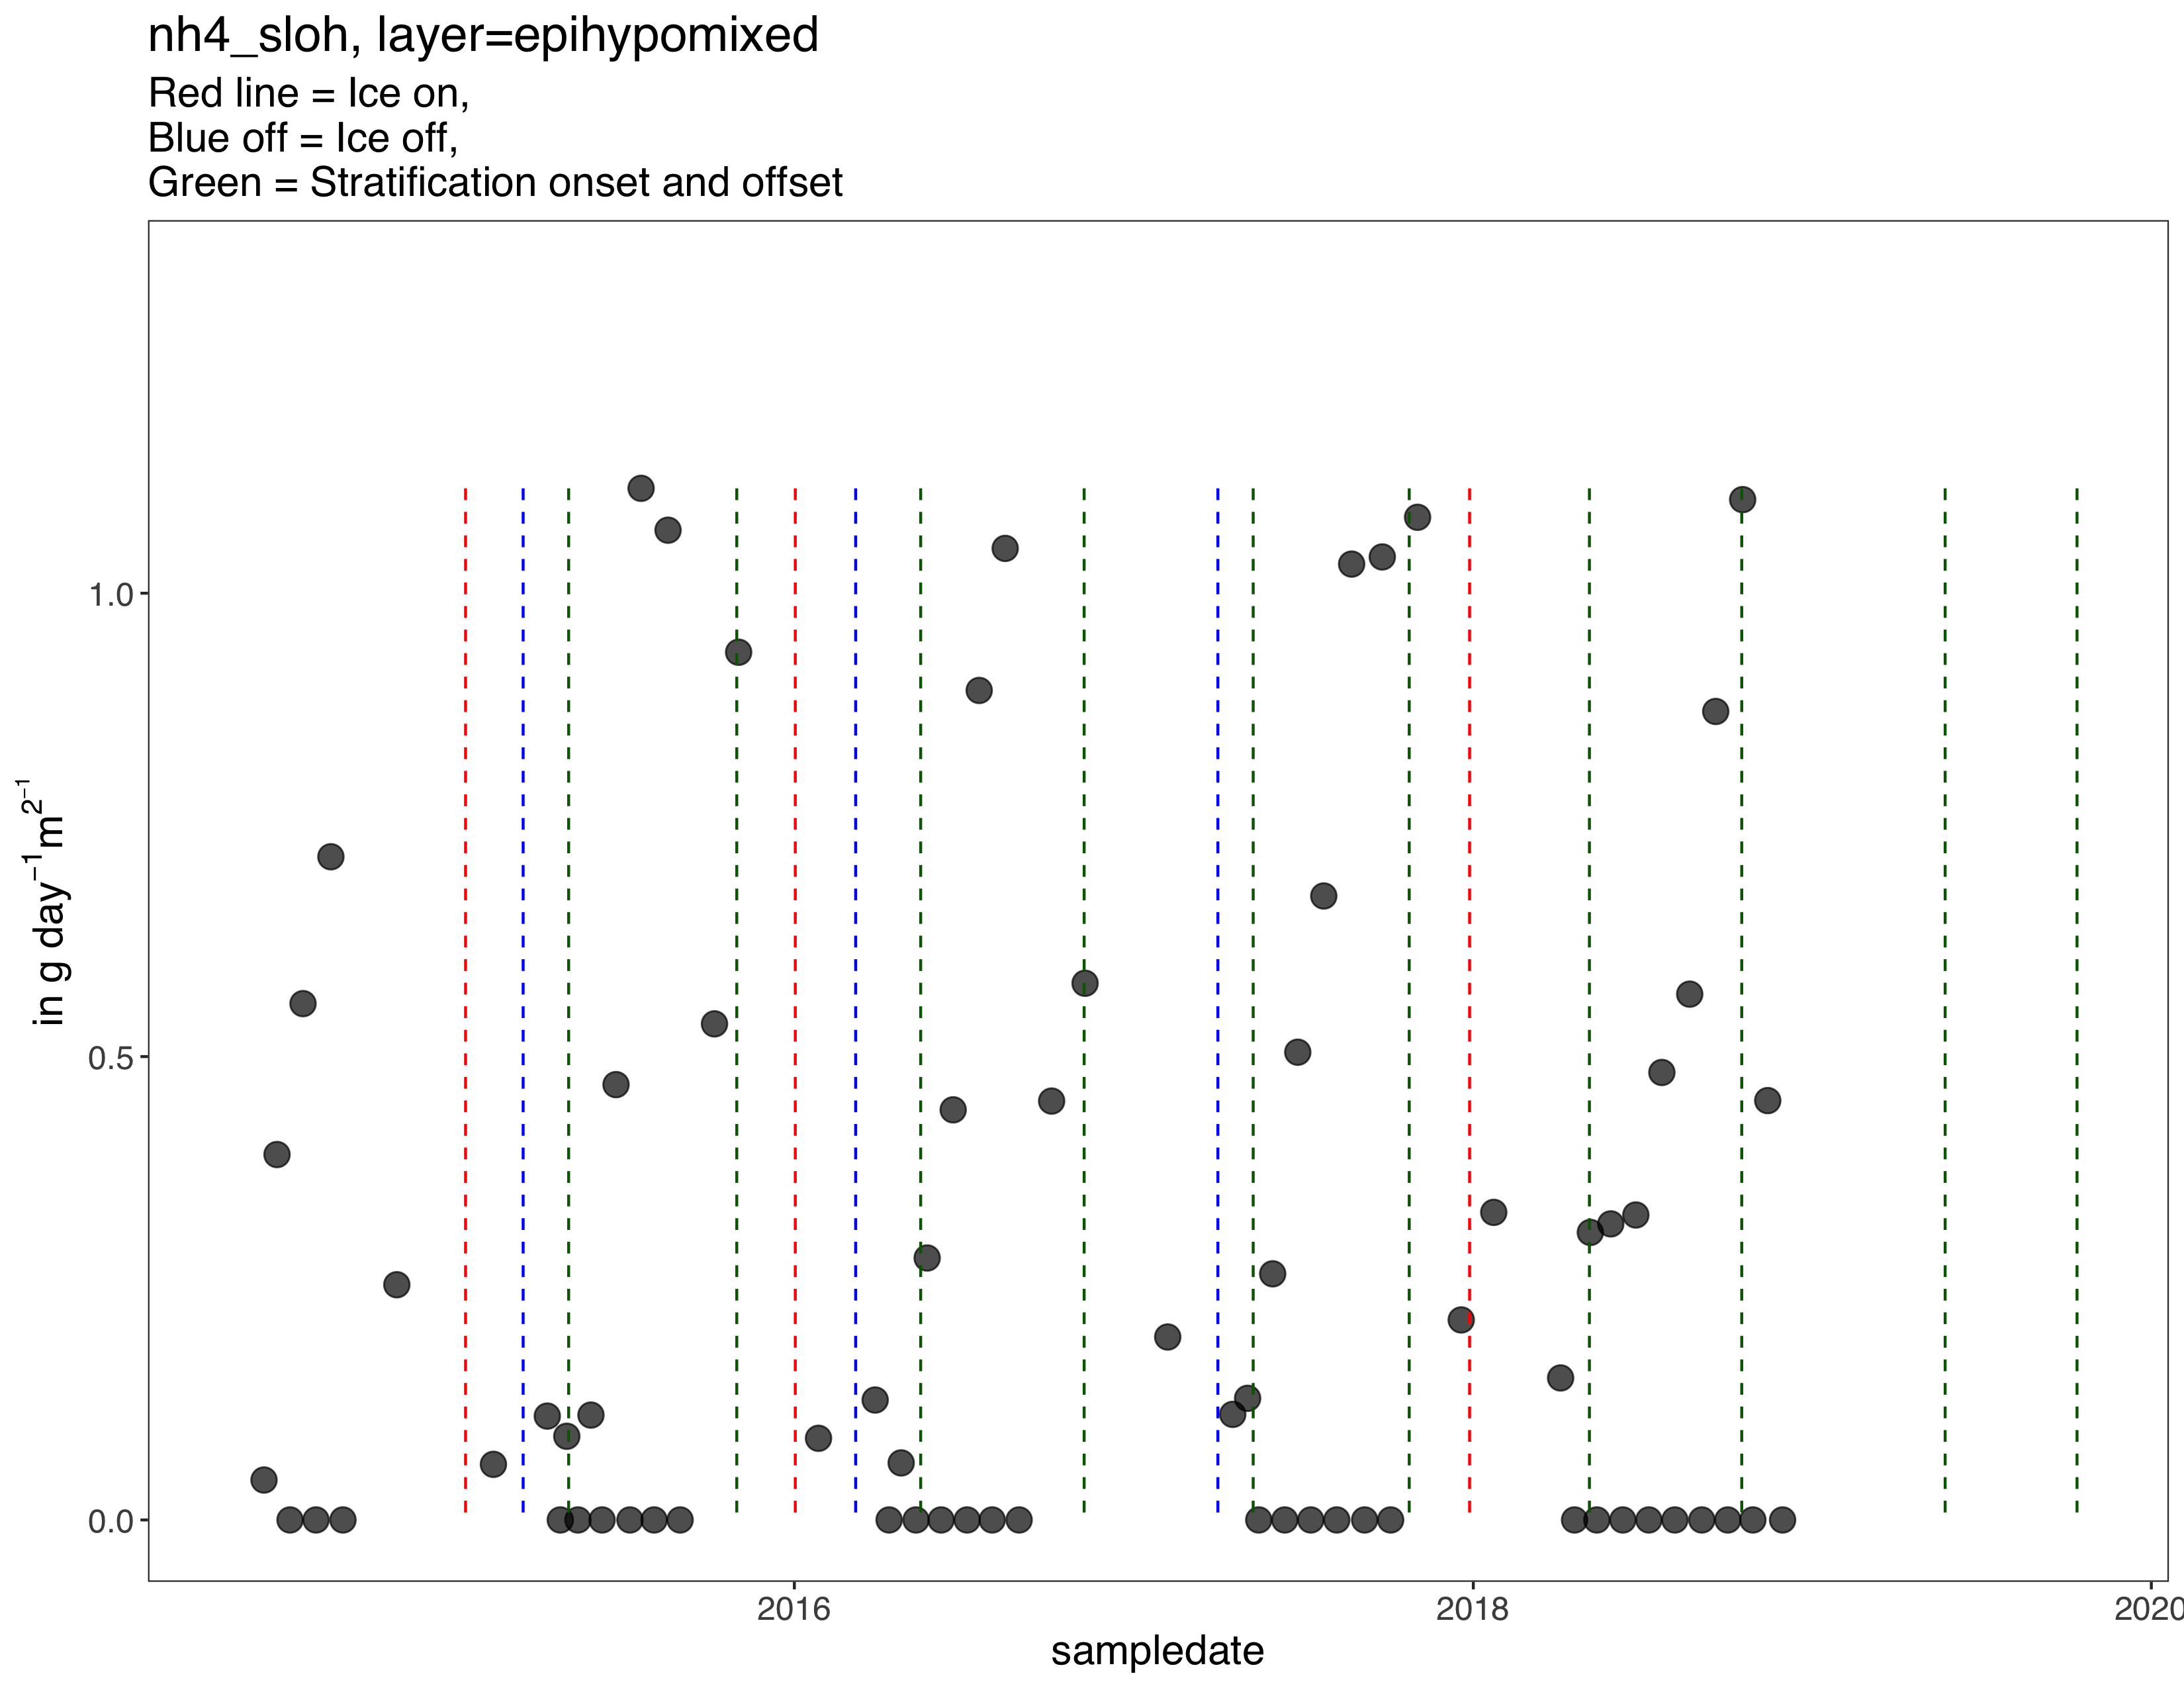 nh4_sloh, layer=epihypomixed
Red line = Ice on,
Blue off = Ice off,
Green = Stratification onset and offset
in g day⁻¹m²⁻¹
1.0
0.5
0.0
2016
2018
2020
sampledate